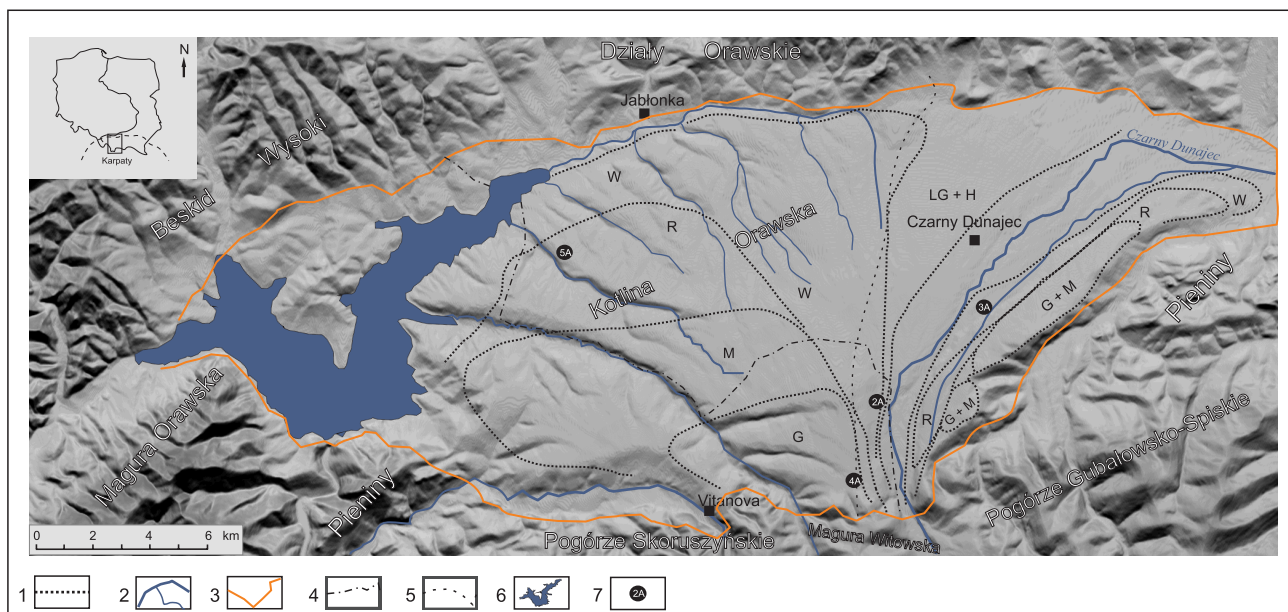 N
Karpaty
Działy Orawskie
Jabłonka
Beskid Wysoki
Czarny Dunajec
W
R
LG + H
Czarny Dunajec
Orawska
Kotlina
5A
W
M
R
W
G + M
3A
Pieniny
2A
R
G + M
G
4A
Magura Orawska
Pieniny
Vitanova
Pogórze Skoruszyńskie
Magura Witowska
Pogórze Gubałowsko-Spiskie
0 2 4 6 km
1 2 3 4 5 6 7 2A